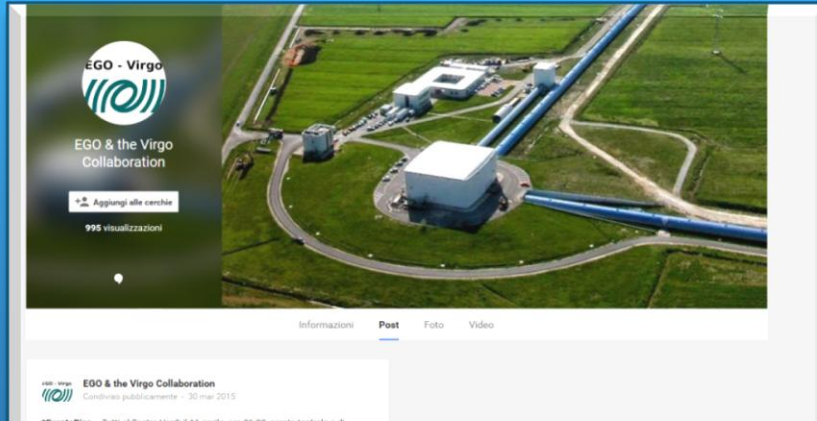 EGO - Virgo
EGO & the Virgo
Collaboration
Aggiungi alle cerchie
995 visualizzazioni
Informazioni Post Foto Video
EGO - Virgo
EGO & the Virgo Collaboration
Condiviso pubblicamente - 30 mar 2015